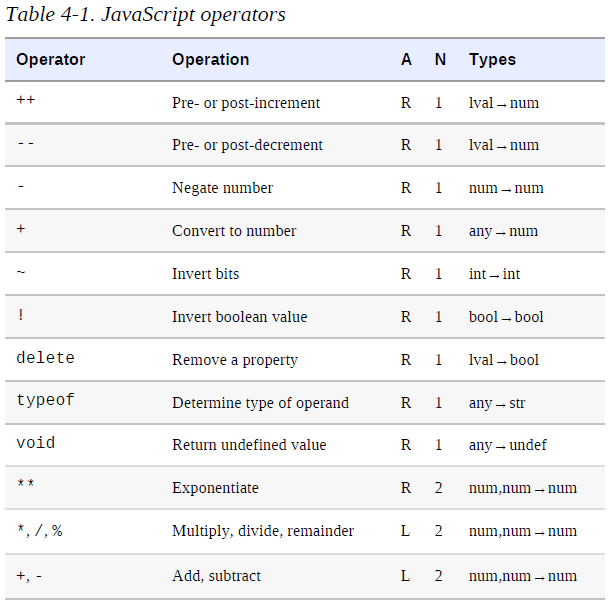 Table 4-1. JavaScript operators
Operator Operation A N Types
++ Pre- or post-increment R 1 lval→num
-- Pre- or post-decrement R 1 lval→num
- Negate number R 1 num→num
+ Convert to number R 1 any→num
~ Invert bits R 1 int→int
! Invert boolean value R 1 bool→bool
delete Remove a property R 1 lval→bool
typeof Determine type of operand R 1 any→str
void Return undefined value R 1 any→undef
** Exponentiate R 2 num,num→num
*, /, % Multiply, divide, remainder L 2 num,num→num
+, - Add, subtract L 2 num,num→num